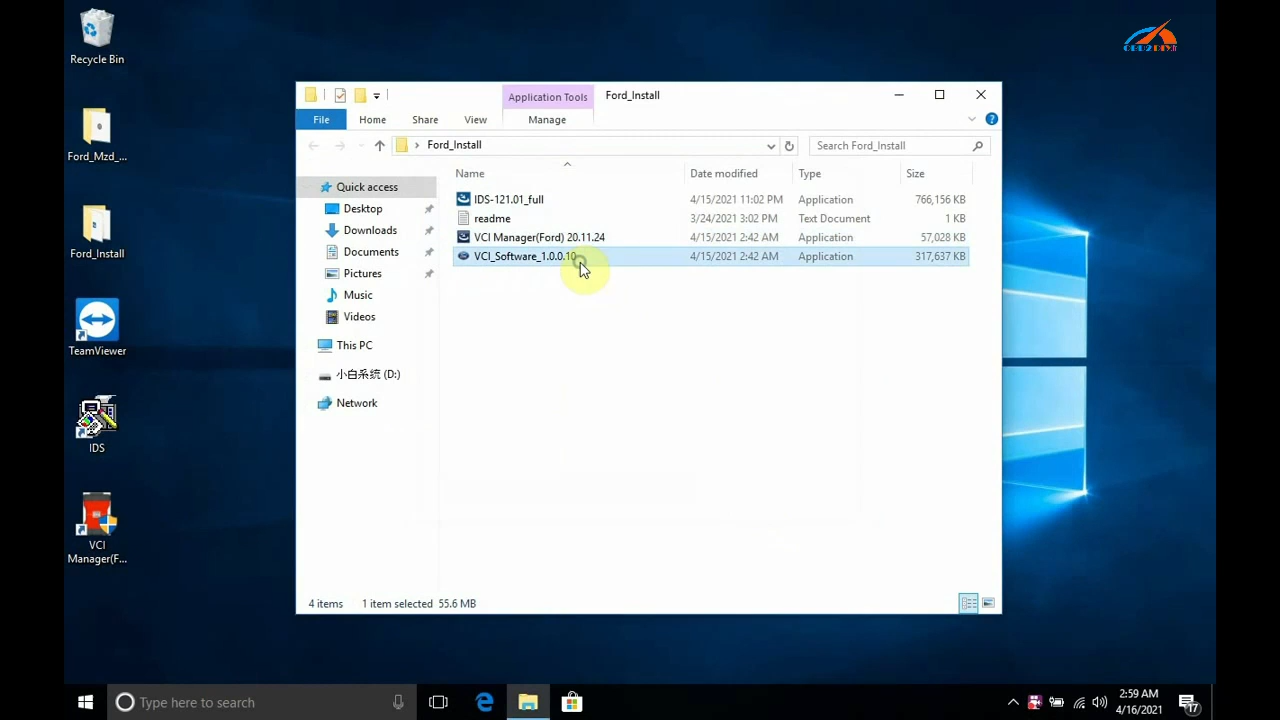 Recycle Bin
Ford_Mzd_...
Ford_Install
TeamViewer
IDS
VCI
Manager(F...
Application Tools
Ford_Install
File
Home
Share
View
Manage
Ford_Install
Search Ford_Install
Name
Date modified
Type
Size
IDS-121.01_full
4/15/2021 11:02 PM
Application
766,156 KB
readme
3/24/2021 3:02 PM
Text Document
1 KB
VCI Manager(Ford) 20.11.24
4/15/2021 2:42 AM
Application
57,028 KB
VCI_Software_1.0.0.10
4/15/2021 2:42 AM
Application
317,637 KB
Quick access
Desktop
Downloads
Documents
Pictures
Music
Videos
This PC
小白系统 (D:)
Network
4 items
1 item selected 55.6 MB
Type here to search
2:59 AM
4/16/2021
17